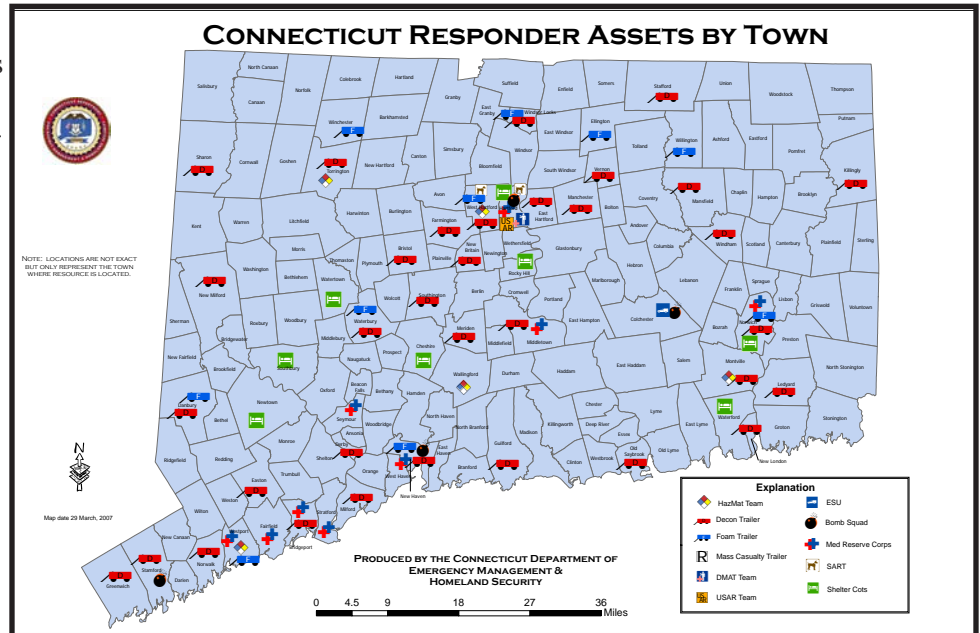 s
CONNECTICUT RESPONDER ASSETS BY TOWN
North Canaan
Salisbury
Canaan
Norfolk
Colebrook
Hartland
Granby
Suffield
Enfield
Somers
Stafford
Union
Woodstock
Thompson
Putnam
East Granby
Windsor Locks
Winchester
Barkhamsted
East Windsor
Ellington
Tolland
Willington
Ashford
Eastford
Pomfret
Sharon
Cornwall
Goshen
Torrington
New Hartford
Canton
Simsbury
Bloomfield
Windsor
South Windsor
Vernon
Killingly
Avon
West Hartford
East Hartford
Manchester
Bolton
Coventry
Mansfield
Chaplin
Hampton
Brooklyn
Kent
Warren
Litchfield
Harwinton
Burlington
Farmington
Wethersfield
Glastonbury
Andover
Columbia
Windham
Scotland
Canterbury
Plainfield
Sterling
NOTE: LOCATIONS ARE NOT EXACT
BUT ONLY REPRESENT THE TOWN
WHERE RESOURCE IS LOCATED.
Washington
Morris
Bethlehem
Thomaston
Watertown
Plymouth
Bristol
Plainville
New Britain
Newington
Rocky Hill
Hebron
Marlborough
Lebanon
Franklin
Sprague
Lisbon
Griswold
Voluntown
New Milford
Sherman
Roxbury
Woodbury
Wolcott
Southington
Berlin
Cromwell
Portland
East Hampton
Colchester
Bozrah
Norwich
Preston
Bridgewater
Waterbury
Middlebury
Meriden
Middlefield
Middletown
New Fairfield
Brookfield
Southbury
Naugatuck
Prospect
Cheshire
Wallingford
Durham
Haddam
East Haddam
Salem
Montville
Ledyard
North Stonington
Danbury
Bethel
Newtown
Oxford
Beacon Falls
Bethany
Hamden
Seymour
Woodbridge
North Haven
North Branford
Guilford
Madison
Killingworth
Chester
Deep River
Essex
Lyme
East Lyme
Waterford
Groton
Stonington
Ridgefield
Redding
Monroe
Ansonia
Derby
Shelton
Orange
West Haven
East Haven
Branford
Clinton
Westbrook
Old Saybrook
Old Lyme
New London
New Haven
Easton
Trumbull
Weston
Wilton
Fairfield
Stratford
Milford
Bridgeport
Westport
Norwalk
New Canaan
Stamford
Darien
Greenwich
N
Map date 29 March, 2007
PRODUCED BY THE CONNECTICUT DEPARTMENT OF
EMERGENCY MANAGEMENT &
HOMELAND SECURITY
0 4.5 9 18 27 36
Miles
Explanation
HazMat Team
Decon Trailer
Foam Trailer
Mass Casualty Trailer
DMAT Team
USAR Team
ESU
Bomb Squad
Med Reserve Corps
SART
Shelter Cots